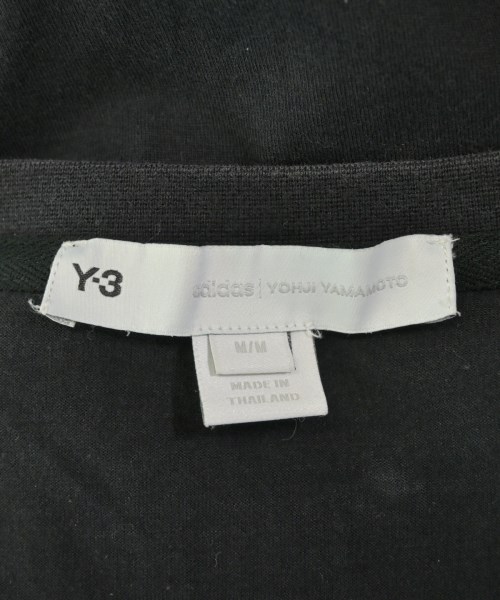 Y-3 adidas | YOHJI YAMAMOTO
M/M
MADE IN
THAILAND